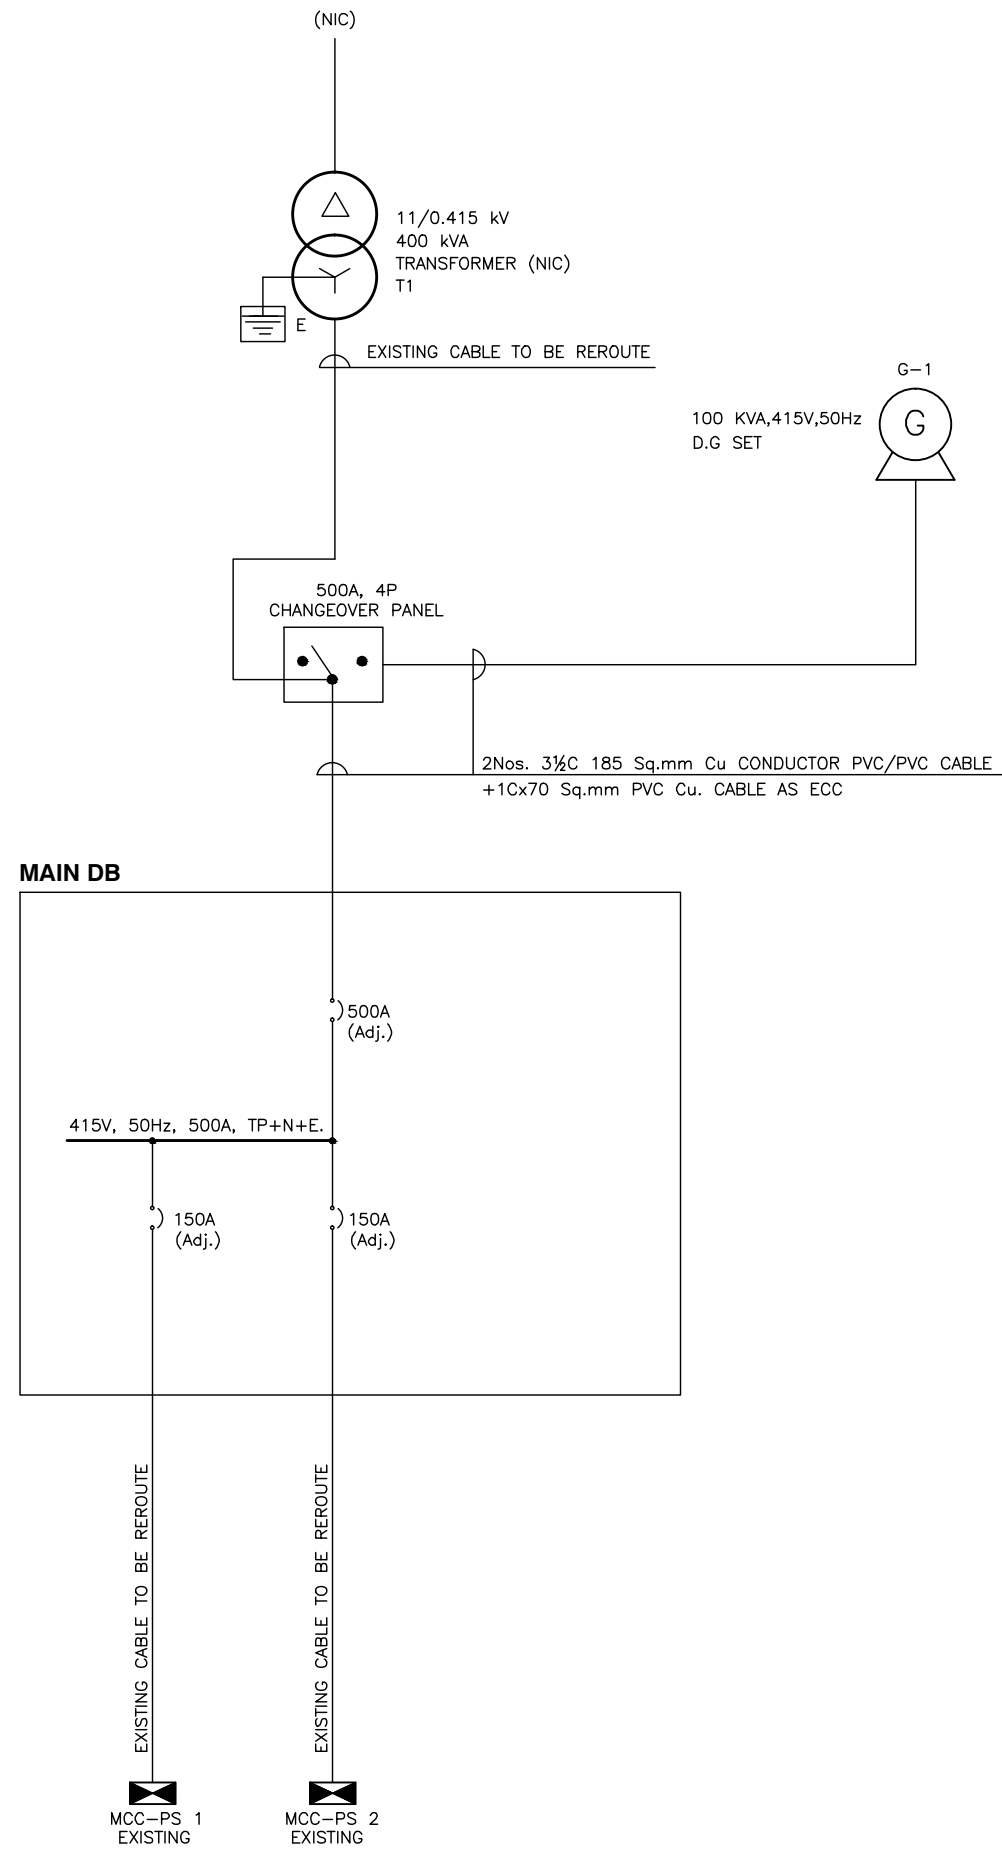 (NIC)
11/0.415 kV
400 kVA
TRANSFORMER (NIC)
T1
E
EXISTING CABLE TO BE REROUTE
G-1
100 KVA,415V,50Hz
D.G SET
G
500A, 4P
CHANGEOVER PANEL
2Nos. 3½C 185 Sq.mm Cu CONDUCTOR PVC/PVC CABLE
+1Cx70 Sq.mm PVC Cu. CABLE AS ECC
MAIN DB
500A
(Adj.)
415V, 50Hz, 500A, TP+N+E.
150A
(Adj.)
150A
(Adj.)
EXISTING CABLE TO BE REROUTE
EXISTING CABLE TO BE REROUTE
MCC-PS 1
EXISTING
MCC-PS 2
EXISTING